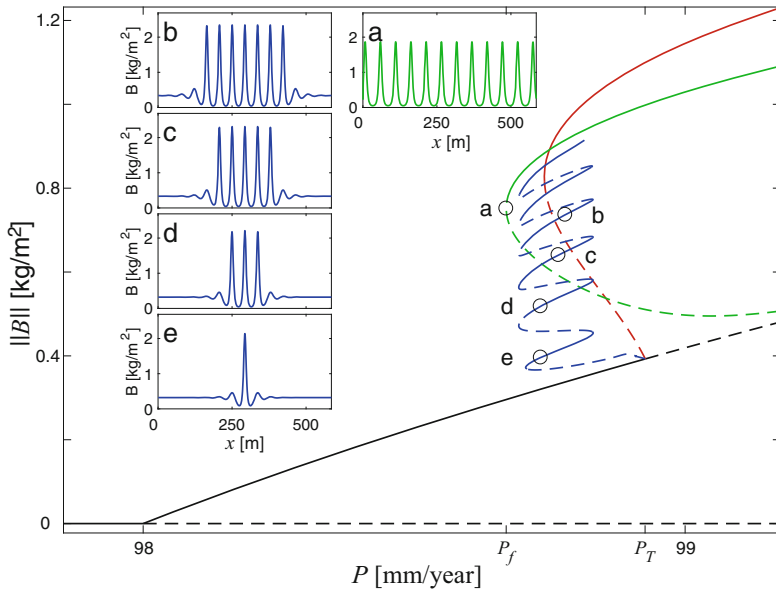 b
B [kg/m²]
2
1
0
a
2
1
0
0
250
500
x [m]
c
B [kg/m²]
2
1
0
d
B [kg/m²]
2
1
0
e
B [kg/m²]
2
1
0
0
250
500
x [m]
||B|| [kg/m²]
1.2
0.8
0.4
0
a
b
c
d
e
98
P_f
P_T
99
P [mm/year]